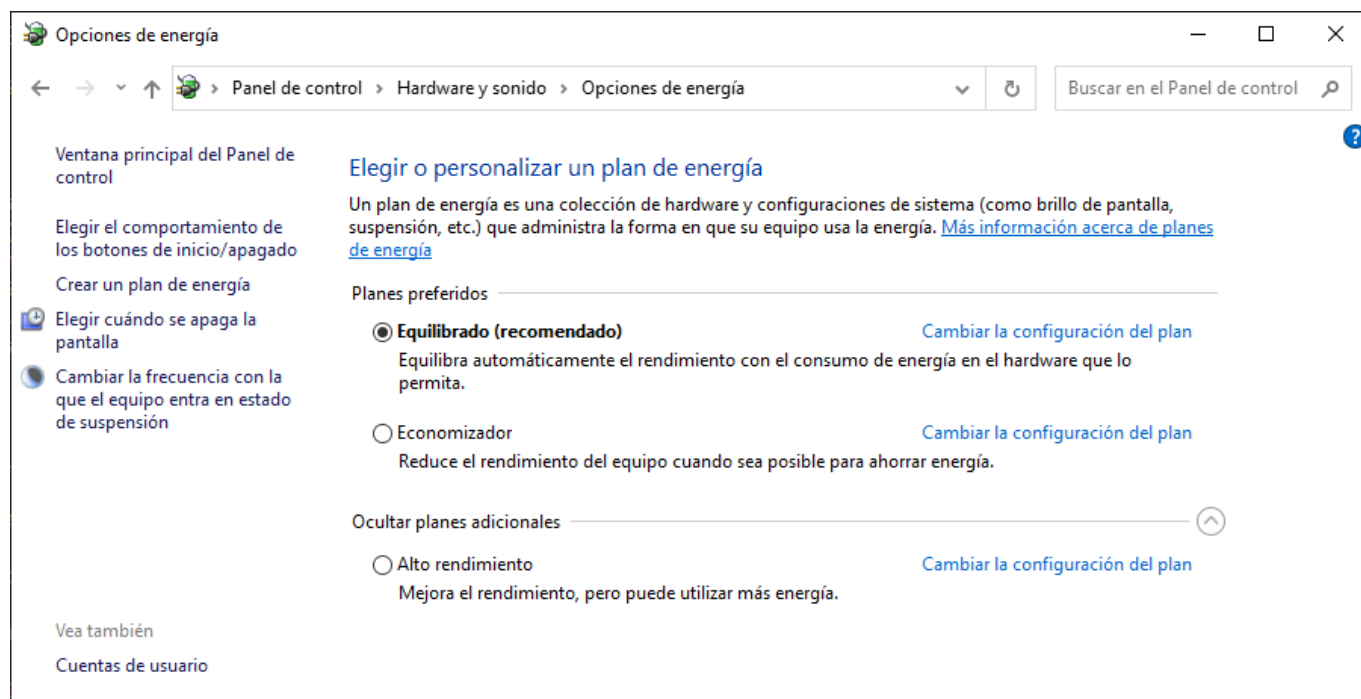 Opciones de energía
Panel de control > Hardware y sonido > Opciones de energía
Buscar en el Panel de control
?
Ventana principal del Panel de
control
Elegir el comportamiento de
los botones de inicio/apagado
Crear un plan de energía
Elegir cuándo se apaga la
pantalla
Cambiar la frecuencia con la
que el equipo entra en estado
de suspensión
Vea también
Cuentas de usuario
Elegir o personalizar un plan de energía
Un plan de energía es una colección de hardware y configuraciones de sistema (como brillo de pantalla,
suspensión, etc.) que administra la forma en que su equipo usa la energía. Más información acerca de planes
de energía
Planes preferidos
Equilibrado (recomendado) Cambiar la configuración del plan
Equilibra automáticamente el rendimiento con el consumo de energía en el hardware que lo
permita.
Economizador Cambiar la configuración del plan
Reduce el rendimiento del equipo cuando sea posible para ahorrar energía.
Ocultar planes adicionales
Alto rendimiento Cambiar la configuración del plan
Mejora el rendimiento, pero puede utilizar más energía.